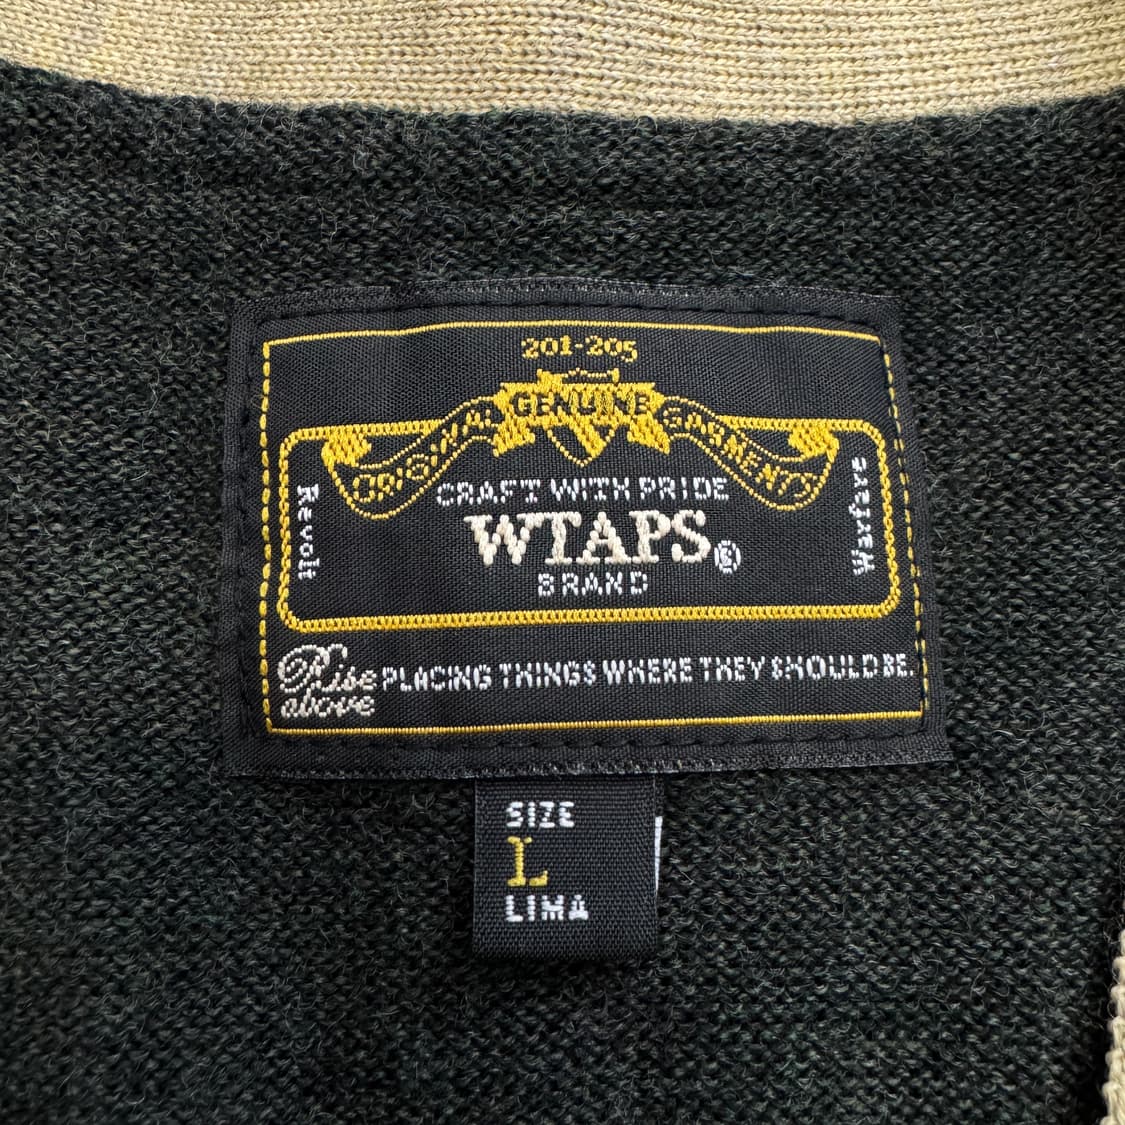 201-205
ORIGINAL GENUINE GARMENTS
CRAFT WITH PRIDE
WTAPS®
BRAND
Revolt
Warfare
Rise above
PLACING THINGS WHERE THEY SHOULD BE.
SIZE
L
LIMA